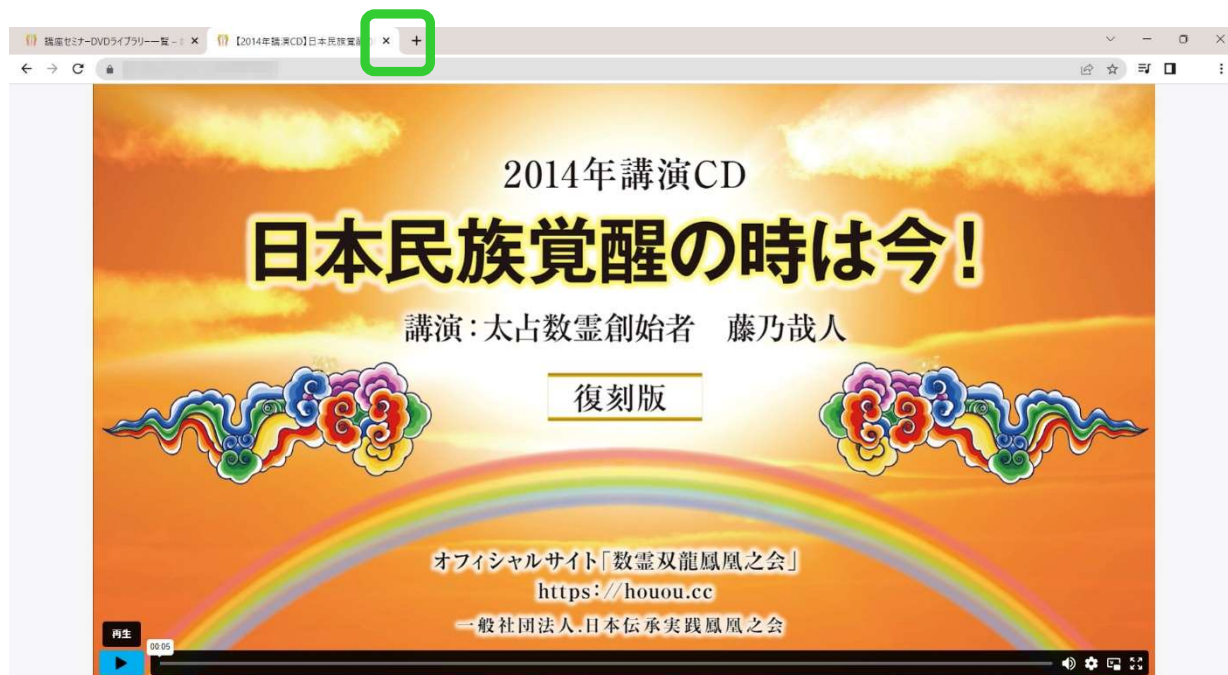 講座セミナーDVDライブラリー一覧 –
【2014年講演CD】日本民族覚醒
2014年講演CD
日本民族覚醒の時は今！
講演：太占数霊創始者　藤乃哉人
復刻版
オフィシャルサイト「数霊双龍鳳凰之会」
https://houou.cc
一般社団法人.日本伝承実践鳳凰之会
再生
00:05